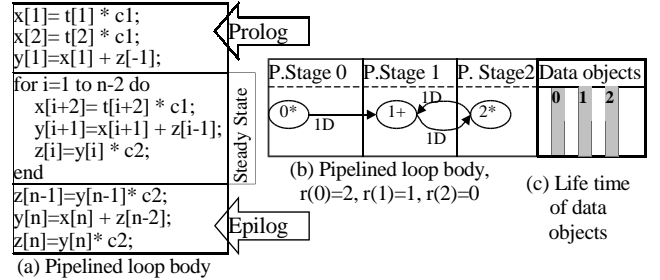 x[1]= t[1] * c1;
x[2]= t[2] * c1;
y[1]=x[1] + z[-1];
Prolog
for i=1 to n-2 do
x[i+2]= t[i+2] * c1;
y[i+1]=x[i+1] + z[i-1];
z[i]=y[i] * c2;
end
Steady State
z[n-1]=y[n-1]* c2;
y[n]=x[n] + z[n-2];
z[n]=y[n]* c2;
Epilog
(a) Pipelined loop body
P.Stage 0 P.Stage 1 P. Stage2 Data objects
0* 1D 1+ 1D 1D 2* 0 1 2
(b) Pipelined loop body,
r(0)=2, r(1)=1, r(2)=0
(c) Life time
of data
objects